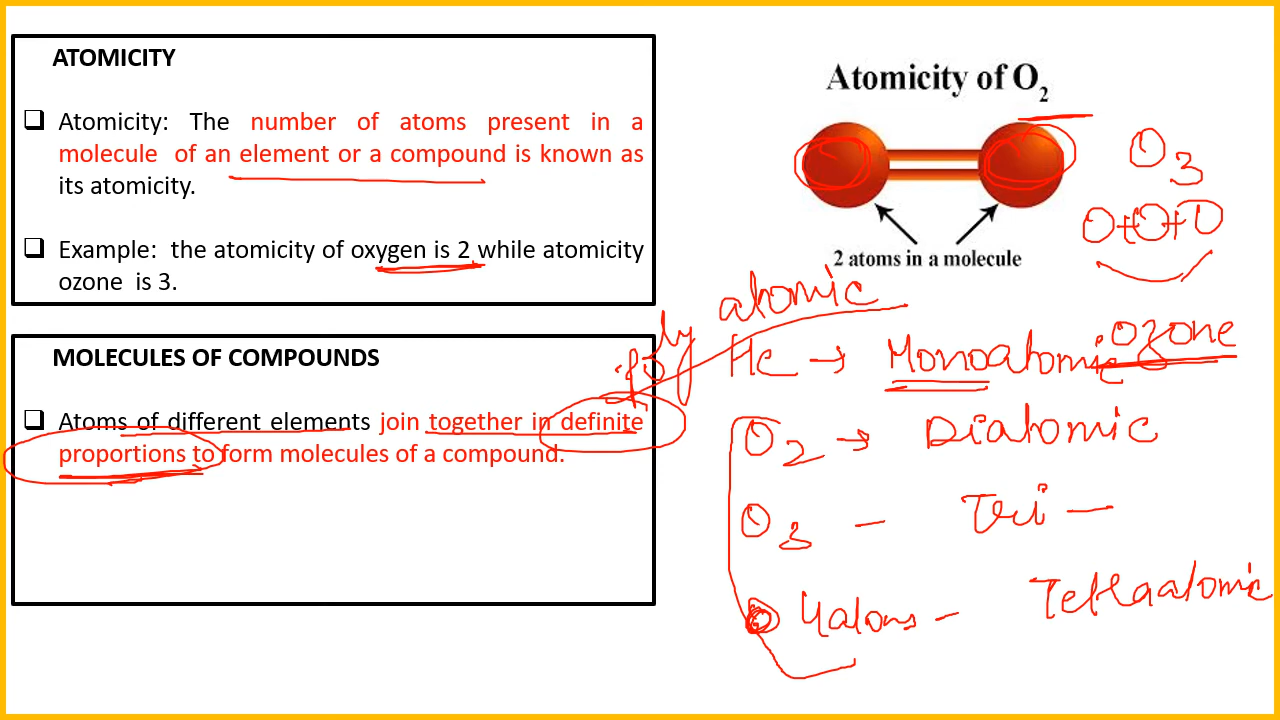 ATOMICITY
❑ Atomicity: The number of atoms present in a
molecule of an element or a compound is known as
its atomicity.
❑ Example: the atomicity of oxygen is 2 while atomicity
ozone is 3.
MOLECULES OF COMPOUNDS
❑ Atoms of different elements join together in definite
proportions to form molecules of a compound.
Atomicity of O₂
2 atoms in a molecule
O₃
O+O+O
ozone
Poly atomic
He → Monoatomic
O₂ → Diatomic
O₃ – Tri –
4 atoms – Tetraatomic